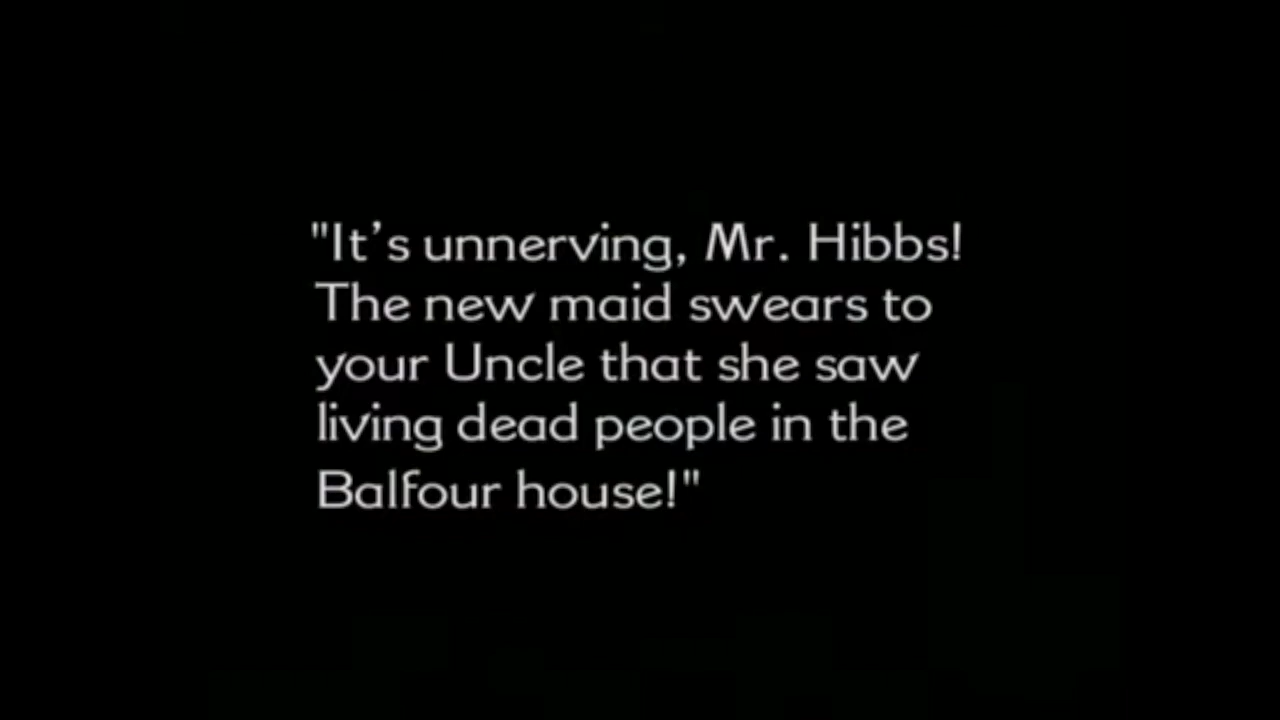 "It’s unnerving, Mr. Hibbs!
The new maid swears to
your Uncle that she saw
living dead people in the
Balfour house!"